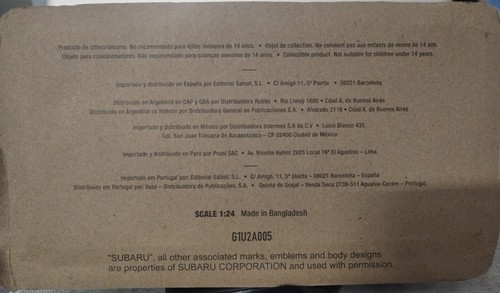 Producto de coleccionismo. No recomendado para niños menores de 14 años. • Objet de collection. Ne convient pas aux enfants de moins de 14 ans.
Objeto para colecionadores. Não recomendado para crianças menores de 14 anos. • Collectible product. Not suitable for children under 14 years.
Importado y distribuido en España por Editorial Salvat, S.L. • C/ Amigó 11, 5ª planta • 08021 Barcelona
Distribuido en Argentina en CAP y GBA por Distribuidora Rubbo • Río Limay 1600 • Cdad A. de Buenos Aires
Distribuido en Argentina en Interior por Distribuidora General de Publicaciones S.A. • Alvarado 2118 • Cdad A. de Buenos Aires
Importado y distribuido en México por Distribuidora Intermex S.A de C.V • Lucio Blanco 435,
Col. San Juan Tlihuaca de Azcapotzalco – CP 02400 Ciudad de México
Importado y distribuido en Perú por Pruni SAC • Av. Nicolás Ayllón 2925 Local 16ª El Agustino – Lima
Importado en Portugal por: Editorial Salvat, S.L. • C/ Amigó, 11, 5ª planta – 08021 Barcelona – España
Distribuido em Portugal por: Vasp – Distribuidora de Publicações, S.A. • Quinta do Grajal - Venda Seca 2739-511 Agualva Cacém – Portugal.
SCALE 1:24 Made in Bangladesh
G1U2A005
"SUBARU", all other associated marks, emblems and body designs
are properties of SUBARU CORPORATION and used with permission.